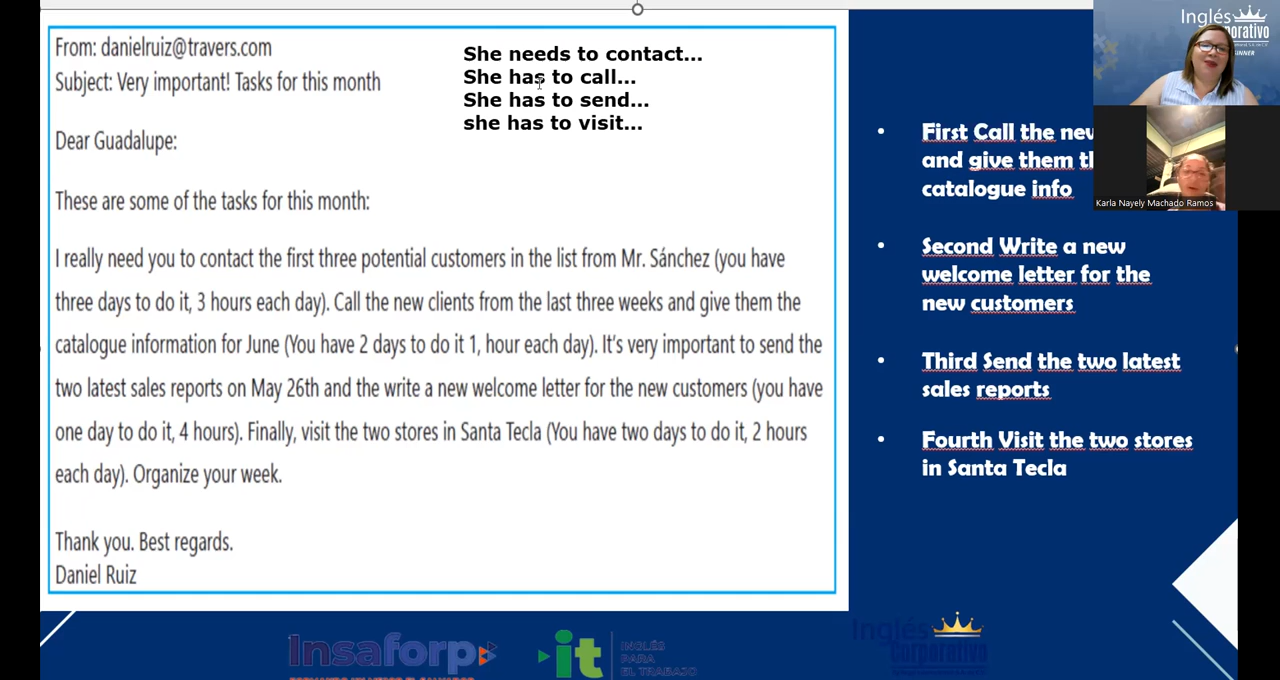 From: danielruiz@travers.com
Subject: Very important! Tasks for this month
She needs to contact...
She has to call...
She has to send...
she has to visit...
Dear Guadalupe:
These are some of the tasks for this month:
I really need you to contact the first three potential customers in the list from Mr. Sánchez (you have
three days to do it, 3 hours each day). Call the new clients from the last three weeks and give them the
catalogue information for June (You have 2 days to do it 1, hour each day). It's very important to send the
two latest sales reports on May 26th and the write a new welcome letter for the new customers (you have
one day to do it, 4 hours). Finally, visit the two stores in Santa Tecla (You have two days to do it, 2 hours
each day). Organize your week.
Thank you. Best regards.
Daniel Ruiz
• First Call the new
and give them
catalogue info
• Second Write a new
welcome letter for the
new customers
• Third Send the two latest
sales reports
• Fourth Visit the two stores
in Santa Tecla
Inglés
Karla Nayely Machado Ramos
Insaforp
it
INGLÉS
PARA
EL TRABAJO
Inglés
Corporativo